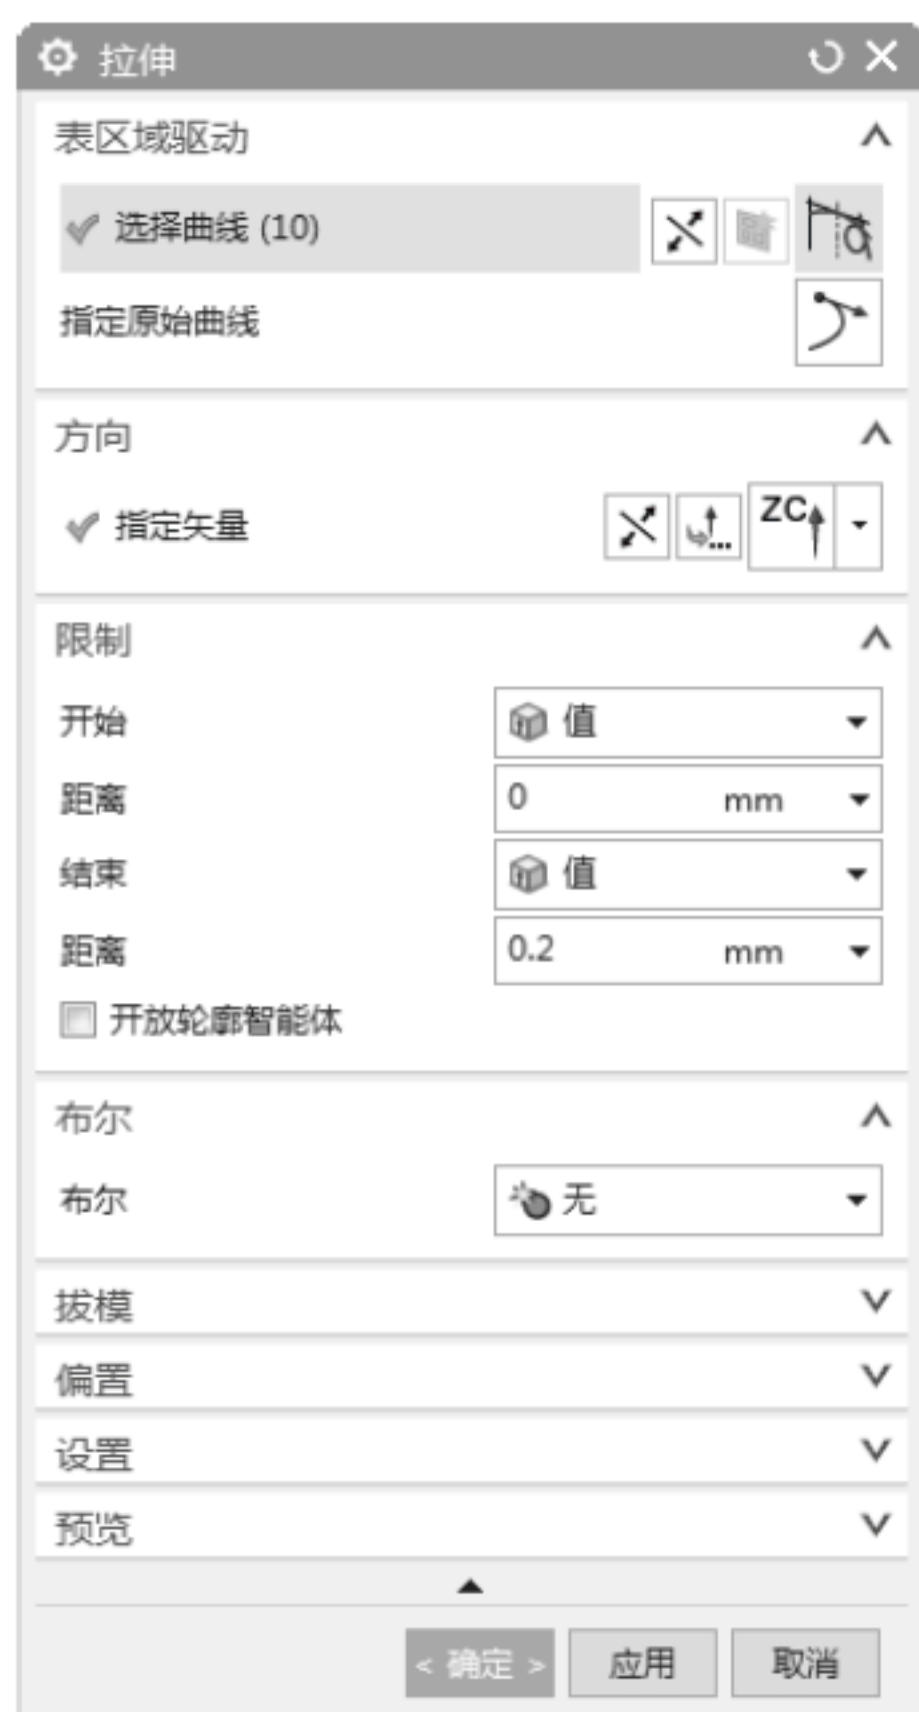 拉伸
表区域驱动
选择曲线 (10)
指定原始曲线
方向
指定矢量 ZC
限制
开始 值
距离 0 mm
结束 值
距离 0.2 mm
开放轮廓智能体
布尔
布尔 无
拔模
偏置
设置
预览
< 确定 > 应用 取消